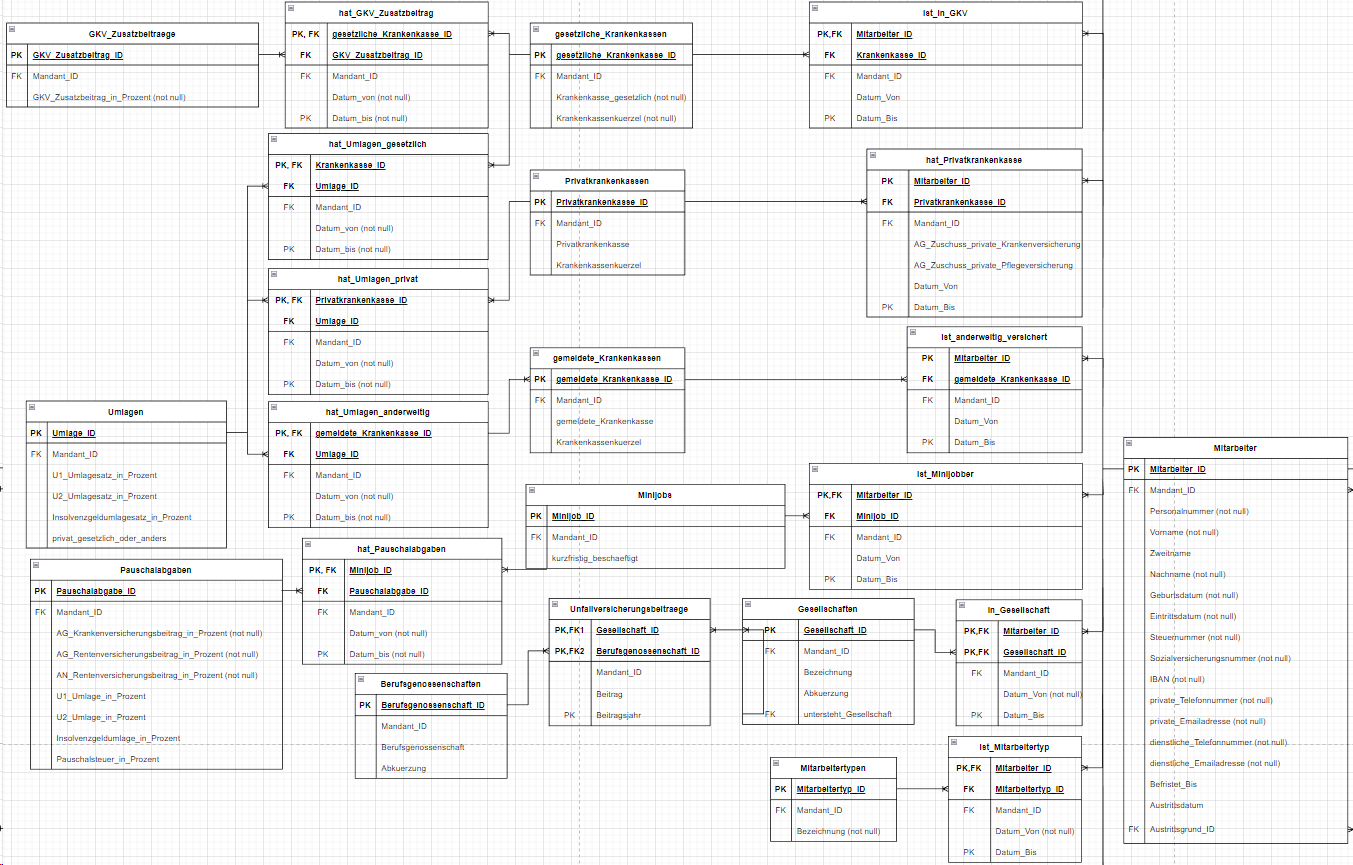 GKV_Zusatzbeitraege
PK GKV_Zusatzbeitrag_ID
FK Mandant_ID
GKV_Zusatzbeitrag_in_Prozent (not null)
hat_GKV_Zusatzbeitrag
PK, FK gesetzliche_Krankenkasse_ID
FK GKV_Zusatzbeitrag_ID
FK Mandant_ID
Datum_von (not null)
PK Datum_bis (not null)
gesetzliche_Krankenkassen
PK gesetzliche_Krankenkasse_ID
FK Mandant_ID
Krankenkasse_gesetzlich (not null)
Krankenkassenkuerzel (not null)
ist_in_GKV
PK,FK Mitarbeiter_ID
FK Krankenkasse_ID
FK Mandant_ID
Datum_Von
PK Datum_Bis
hat_Umlagen_gesetzlich
PK, FK Krankenkasse_ID
FK Umlage_ID
FK Mandant_ID
Datum_von (not null)
PK Datum_bis (not null)
Privatkrankenkassen
PK Privatkrankenkasse_ID
FK Mandant_ID
Privatkrankenkasse
Krankenkassenkuerzel
hat_Privatkrankenkasse
PK Mitarbeiter_ID
FK Privatkrankenkasse_ID
FK Mandant_ID
AG_Zuschuss_private_Krankenversicherung
AG_Zuschuss_private_Pflegeversicherung
Datum_Von
PK Datum_Bis
hat_Umlagen_privat
PK, FK Privatkrankenkasse_ID
FK Umlage_ID
FK Mandant_ID
Datum_von (not null)
PK Datum_bis (not null)
gemeldete_Krankenkassen
PK gemeldete_Krankenkasse_ID
FK Mandant_ID
gemeldete_Krankenkasse
Krankenkassenkuerzel
ist_anderweitig_versichert
PK Mitarbeiter_ID
FK gemeldete_Krankenkasse_ID
FK Mandant_ID
Datum_Von
PK Datum_Bis
Umlagen
PK Umlage_ID
FK Mandant_ID
U1_Umlagesatz_in_Prozent
U2_Umlagesatz_in_Prozent
Insolvenzgeldumlagesatz_in_Prozent
privat_gesetzlich_oder_anders
hat_Umlagen_anderweitig
PK, FK gemeldete_Krankenkasse_ID
FK Umlage_ID
FK Mandant_ID
Datum_von (not null)
PK Datum_bis (not null)
Minijobs
PK Minijob_ID
FK Mandant_ID
kurzfristig_beschaeftigt
ist_Minijobber
PK,FK Mitarbeiter_ID
FK Minijob_ID
FK Mandant_ID
Datum_Von
PK Datum_Bis
Mitarbeiter
PK Mitarbeiter_ID
FK Mandant_ID
Personalnummer (not null)
Vorname (not null)
Zweitname
Nachname (not null)
Geburtsdatum (not null)
Eintrittsdatum (not null)
Steuernummer (not null)
Sozialversicherungsnummer (not null)
IBAN (not null)
private_Telefonnummer (not null)
private_Emailadresse (not null)
dienstliche_Telefonnummer (not null)
dienstliche_Emailadresse (not null)
Befristet_Bis
Austrittsdatum
FK Austrittsgrund_ID
Pauschalabgaben
PK Pauschalabgabe_ID
FK Mandant_ID
AG_Krankenversicherungsbeitrag_in_Prozent (not null)
AG_Rentenversicherungsbeitrag_in_Prozent (not null)
AN_Rentenversicherungsbeitrag_in_Prozent (not null)
U1_Umlage_in_Prozent
U2_Umlage_in_Prozent
Insolvenzgeldumlage_in_Prozent
Pauschalsteuer_in_Prozent
hat_Pauschalabgaben
PK, FK Minijob_ID
FK Pauschalabgabe_ID
FK Mandant_ID
Datum_von (not null)
PK Datum_bis (not null)
Berufsgenossenschaften
PK Berufsgenossenschaft_ID
Mandant_ID
Berufsgenossenschaft
Abkuerzung
Unfallversicherungsbeitraege
PK,FK1 Gesellschaft_ID
PK,FK2 Berufsgenossenschaft_ID
Mandant_ID
Beitrag
PK Beitragsjahr
Gesellschaften
PK Gesellschaft_ID
FK Mandant_ID
Bezeichnung
Abkuerzung
FK untersteht_Gesellschaft
in_Gesellschaft
PK,FK Mitarbeiter_ID
PK,FK Gesellschaft_ID
FK Mandant_ID
Datum_Von (not null)
PK Datum_Bis
Mitarbeitertypen
PK Mitarbeitertyp_ID
FK Mandant_ID
Bezeichnung (not null)
ist_Mitarbeitertyp
PK,FK Mitarbeiter_ID
FK Mitarbeitertyp_ID
FK Mandant_ID
Datum_Von (not null)
PK Datum_Bis